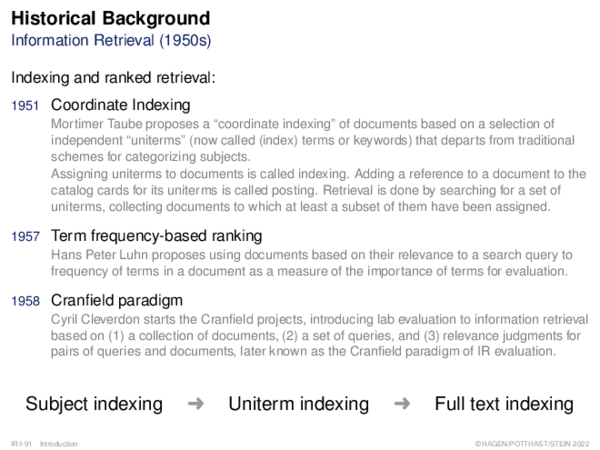 Historical Background
Information Retrieval (1950s)
Indexing and ranked retrieval:
1951 Coordinate Indexing
Mortimer Taube proposes a “coordinate indexing” of documents based on a selection of
independent “uniterms” (now called (index) terms or keywords) that departs from traditional
schemes for categorizing subjects.
Assigning uniterms to documents is called indexing. Adding a reference to a document to the
catalog cards for its uniterms is called posting. Retrieval is done by searching for a set of
uniterms, collecting documents to which at least a subset of them have been assigned.
1957 Term frequency-based ranking
Hans Peter Luhn proposes using documents based on their relevance to a search query to
frequency of terms in a document as a measure of the importance of terms for evaluation.
1958 Cranfield paradigm
Cyril Cleverdon starts the Cranfield projects, introducing lab evaluation to information retrieval
based on (1) a collection of documents, (2) a set of queries, and (3) relevance judgments for
pairs of queries and documents, later known as the Cranfield paradigm of IR evaluation.
Subject indexing ➜ Uniterm indexing ➜ Full text indexing
IR:I-91 Introduction ©HAGEN/POTTHAST/STEIN 2022